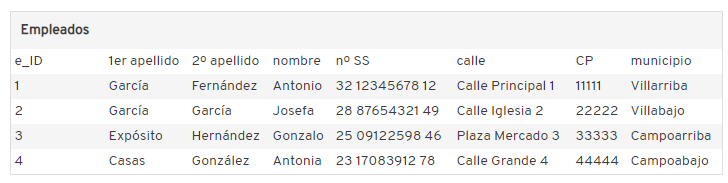 Empleados
e_ID 1er apellido 2º apellido nombre nº SS calle CP municipio
1 García Fernández Antonio 32 12345678 12 Calle Principal 1 11111 Villarriba
2 García García Josefa 28 87654321 49 Calle Iglesia 2 22222 Villabajo
3 Expósito Hernández Gonzalo 25 09122598 46 Plaza Mercado 3 33333 Campoarriba
4 Casas González Antonia 23 17083912 78 Calle Grande 4 44444 Campoabajo